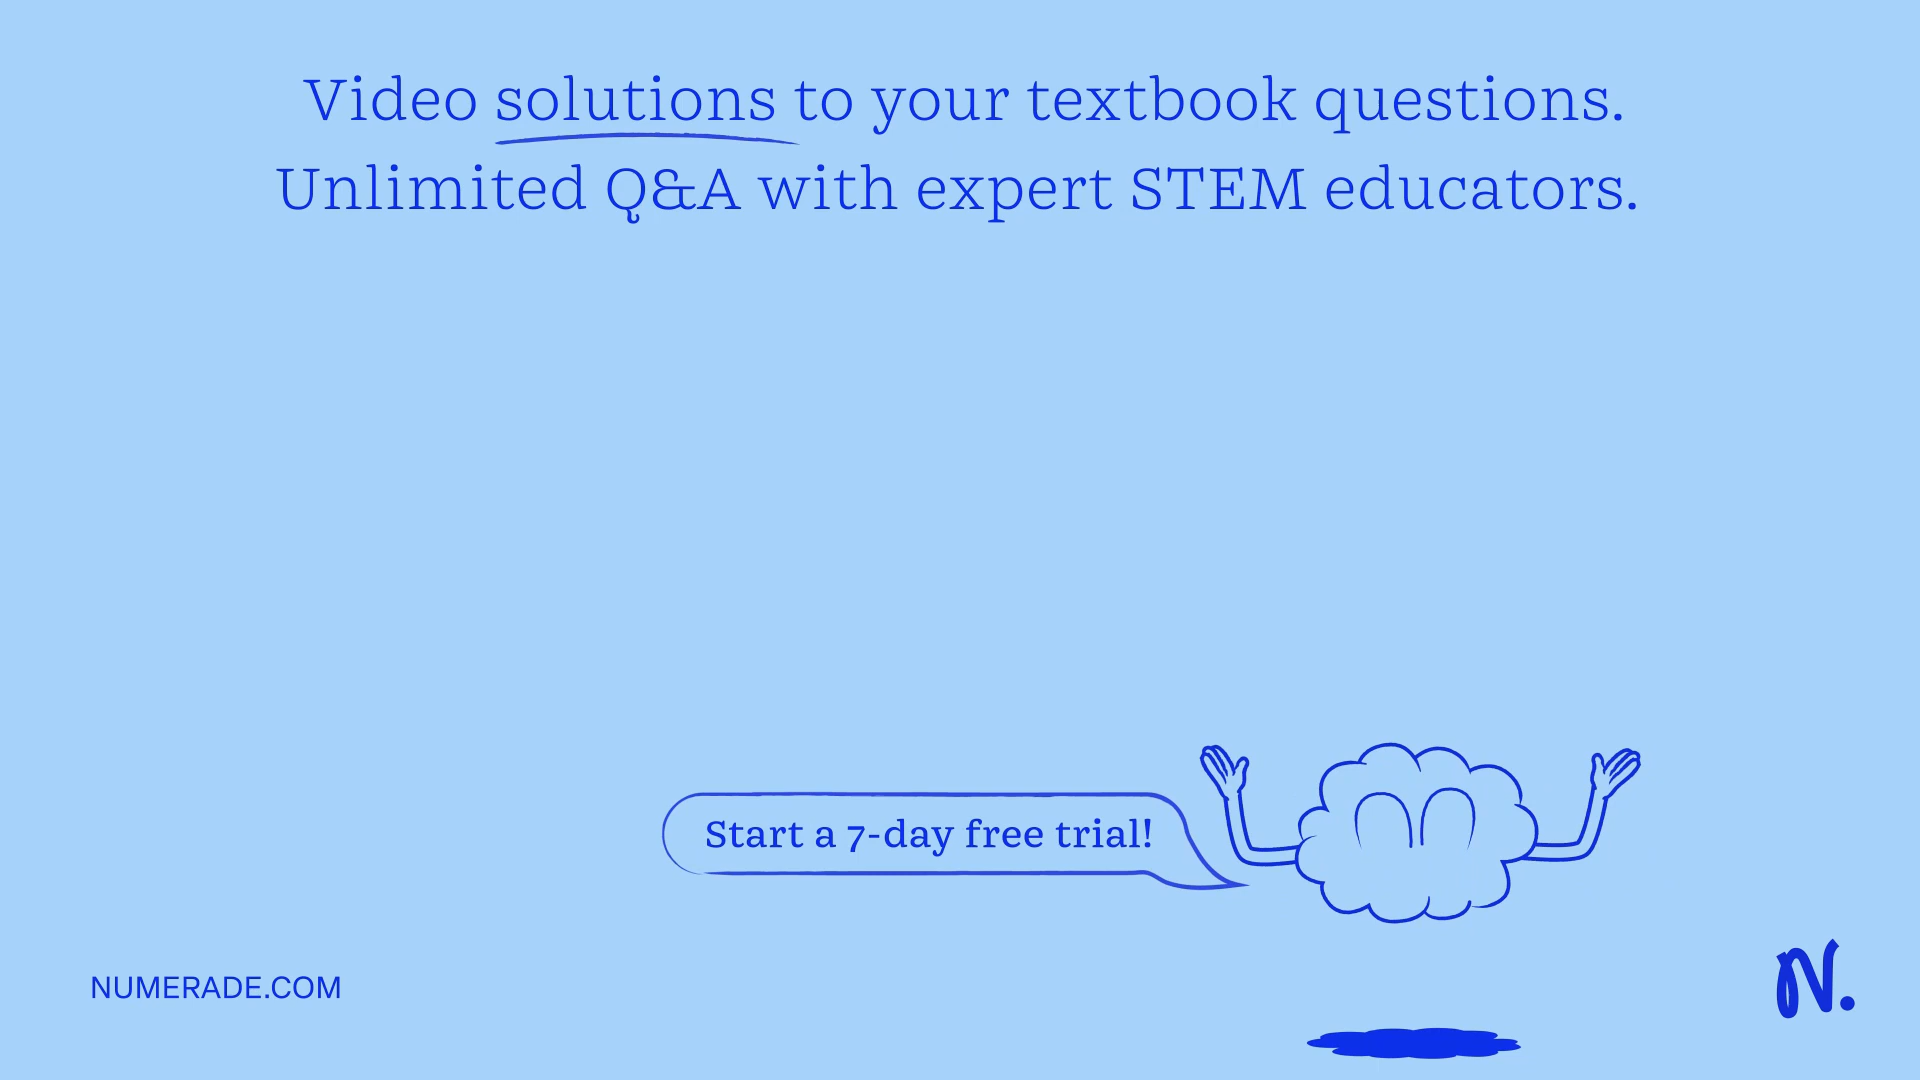 Video solutions to your textbook questions.
Unlimited Q&A with expert STEM educators.
Start a 7-day free trial!
NUMERADE.COM
N.